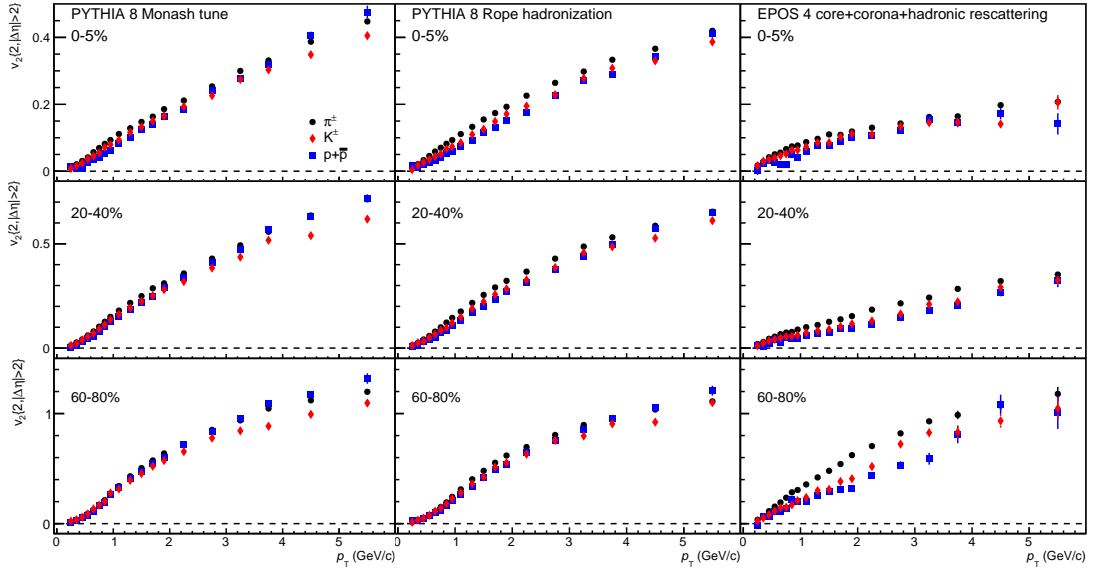 PYTHIA 8 Monash tune
0-5%
PYTHIA 8 Rope hadronization
0-5%
EPOS 4 core+corona+hadronic rescattering
0-5%
v₂{2,|Δη|>2}
0.4
0.2
0
π±
K±
p+p̅
20-40%
20-40%
20-40%
v₂{2,|Δη|>2}
0.5
0
60-80%
60-80%
60-80%
v₂{2,|Δη|>2}
1
0
0 1 2 3 4 5
0 1 2 3 4 5
0 1 2 3 4 5
p_T (GeV/c)
p_T (GeV/c)
p_T (GeV/c)